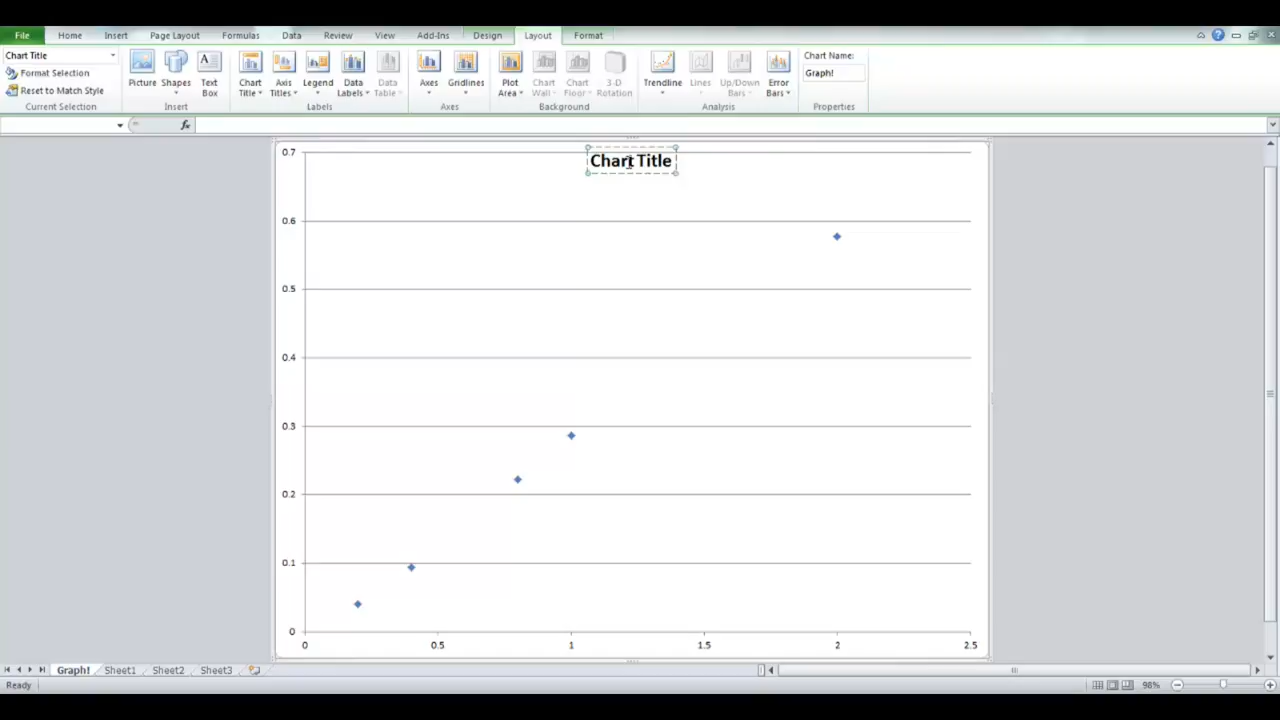 File Home Insert Page Layout Formulas Data Review View Add-Ins Design Layout Format
Chart Title
Format Selection
Reset to Match Style
Current Selection
Picture Shapes Text Box
Insert
Chart Title Axis Titles Legend Data Labels Data Table
Labels
Axes Gridlines
Axes
Plot Area Chart Wall Chart Floor 3-D Rotation
Background
Trendline Lines Up/Down Bars Error Bars
Analysis
Chart Name:
Graph!
Properties
fx
Chart Title
0.7
0.6
0.5
0.4
0.3
0.2
0.1
0
0 0.5 1 1.5 2 2.5
Graph! Sheet1 Sheet2 Sheet3
Ready 98%